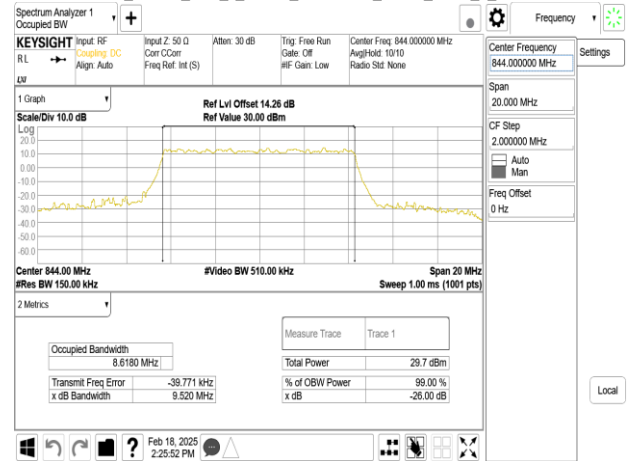 Spectrum Analyzer 1
Occupied BW
Frequency
KEYSIGHT
Input: RF
Coupling: DC
Align: Auto
RL
LXI
Input Z: 50 Ω
Corr CCorr
Freq Ref: Int (S)
Atten: 30 dB
Trig: Free Run
Gate: Off
#IF Gain: Low
Center Freq: 844.000000 MHz
Avg|Hold: 10/10
Radio Std: None
Center Frequency
844.000000 MHz
Settings
Span
20.000 MHz
CF Step
2.000000 MHz
Auto
Man
Freq Offset
0 Hz
Local
1 Graph
Ref Lvl Offset 14.26 dB
Scale/Div 10.0 dB
Ref Value 30.00 dBm
Log
20.0
10.0
0.00
-10.0
-20.0
-30.0
-40.0
-50.0
-60.0
Center 844.00 MHz
#Video BW 510.00 kHz
Span 20 MHz
#Res BW 150.00 kHz
Sweep 1.00 ms (1001 pts)
2 Metrics
Measure Trace
Trace 1
Occupied Bandwidth
8.6180 MHz
Total Power
29.7 dBm
Transmit Freq Error
-39.771 kHz
% of OBW Power
99.00 %
x dB Bandwidth
9.520 MHz
x dB
-26.00 dB
Feb 18, 2025
2:25:52 PM